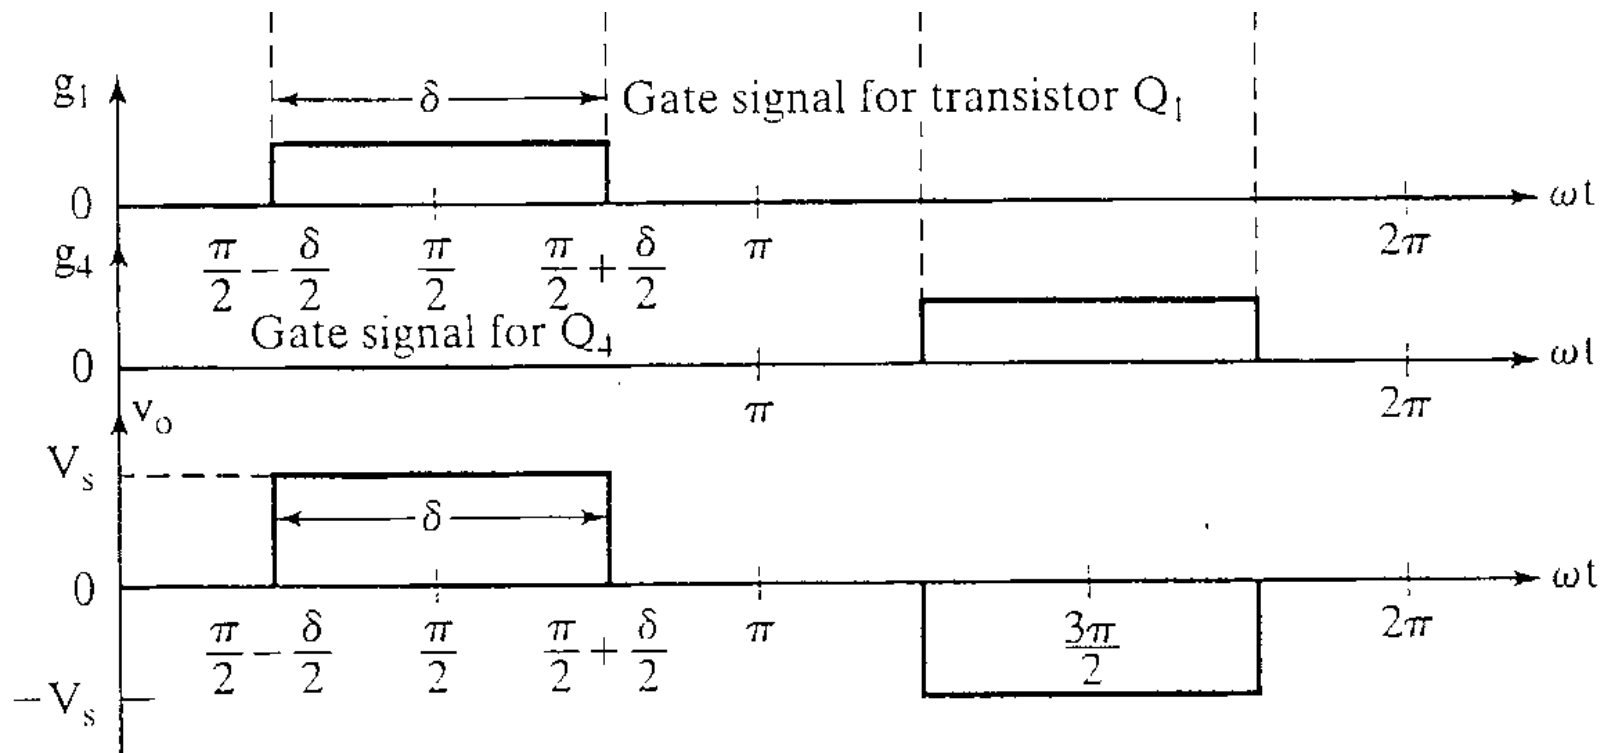 g₁
δ
Gate signal for transistor Q₁
0
π/2 − δ/2
π/2
π/2 + δ/2
π
2π
ωt
g₄
Gate signal for Q₄
0
π
2π
ωt
vₒ
Vₛ
δ
0
π/2 − δ/2
π/2
π/2 + δ/2
π
3π/2
2π
ωt
−Vₛ